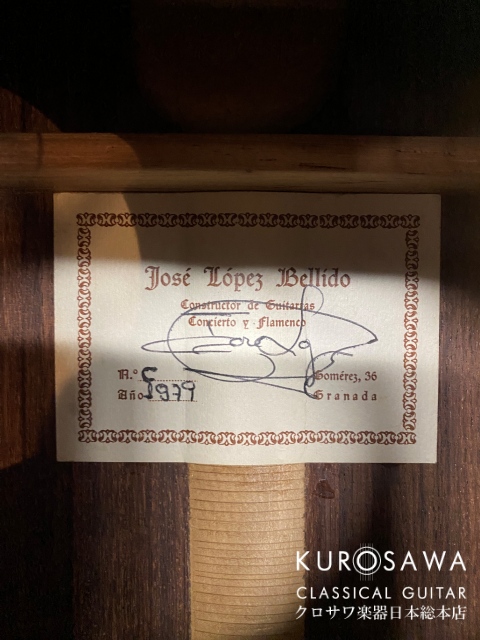 José López Bellido
Constructor de Guitarras
Concierto y Flamenco
N.º C
Gomérez, 36
Año 1979
Granada
KUROSAWA
CLASSICAL GUITAR
クロサワ楽器日本総本店